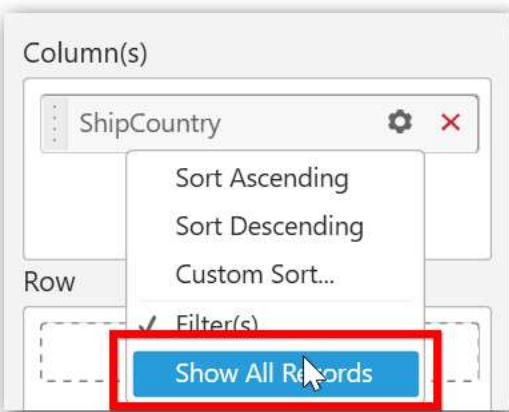 Column(s)
ShipCountry
Sort Ascending
Sort Descending
Custom Sort...
Row
Filter(s)
Show All Records